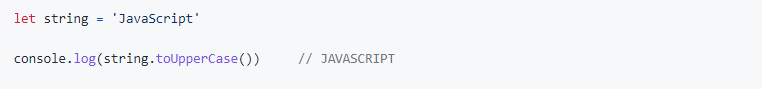 let string = 'JavaScript'
console.log(string.toUpperCase())     // JAVASCRIPT